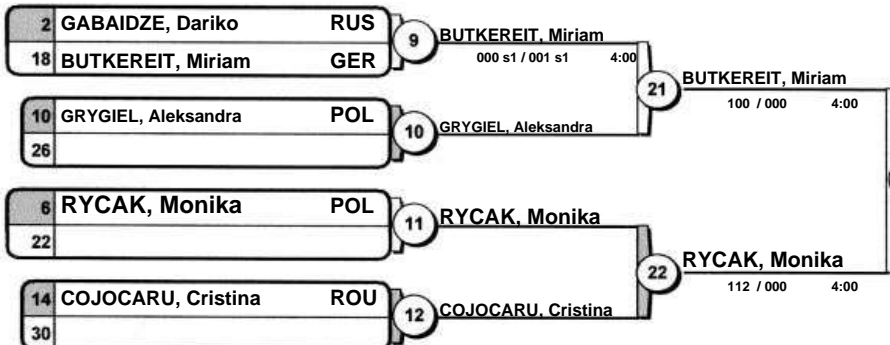 2 GABAIDZE, Dariko RUS
18 BUTKEREIT, Miriam GER
9 BUTKEREIT, Miriam
000 s1 / 001 s1 4:00
10 GRYGIEL, Aleksandra POL
26
10 GRYGIEL, Aleksandra
21 BUTKEREIT, Miriam
100 / 000 4:00
6 RYCAK, Monika POL
22
11 RYCAK, Monika
14 COJOCARU, Cristina ROU
30
12 COJOCARU, Cristina
22 RYCAK, Monika
112 / 000 4:00